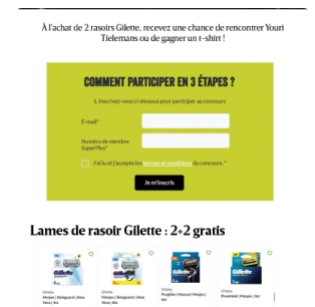 À l'achat de 2 rasoirs Gilette, recevez une chance de rencontrer Youri
Tielemans ou de gagner un t-shirt !
COMMENT PARTICIPER EN 3 ÉTAPES ?
1. Inscrivez-vous ci-dessous pour participer au concours
E-mail*
Numéro de membre
SuperPlus*
J'ai lu et j'accepte les termes et conditions du concours. *
Je m'inscris
Lames de rasoir Gilette : 2+2 gratis